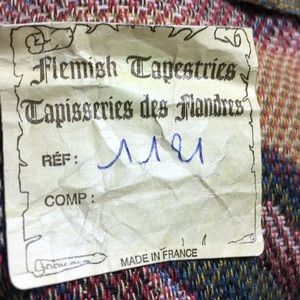 Flemish Tapestries
Tapisseries des Flandres
RÉF : 1121
COMP :
MADE IN FRANCE